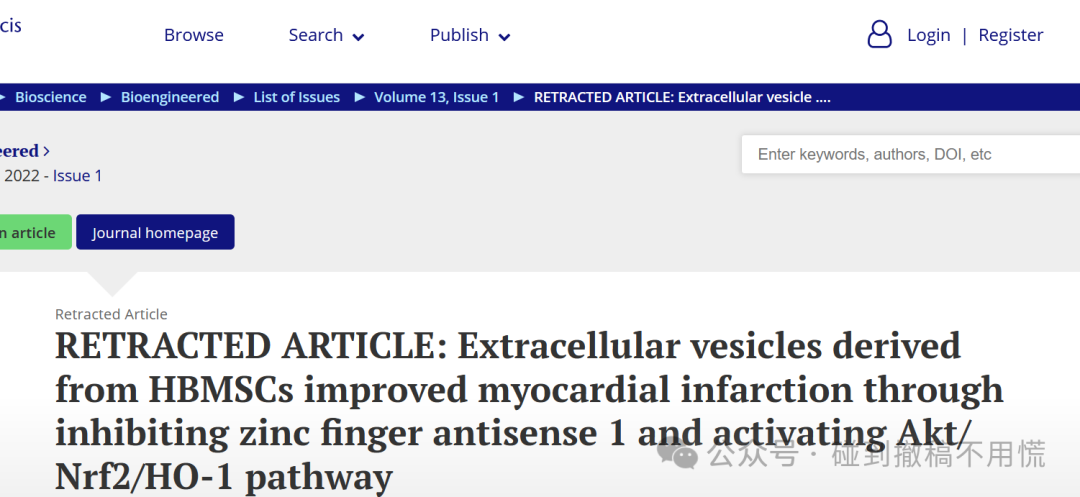 cis
Browse Search Publish Login | Register
Bioscience ► Bioengineered ► List of Issues ► Volume 13, Issue 1 ► RETRACTED ARTICLE: Extracellular vesicle ....
eered >
2022 - Issue 1
Enter keywords, authors, DOI, etc
n article Journal homepage
Retracted Article
RETRACTED ARTICLE: Extracellular vesicles derived
from HBMSCs improved myocardial infarction through
inhibiting zinc finger antisense 1 and activating Akt/
Nrf2/HO-1 pathway
公众号 · 碰到撤稿不用慌